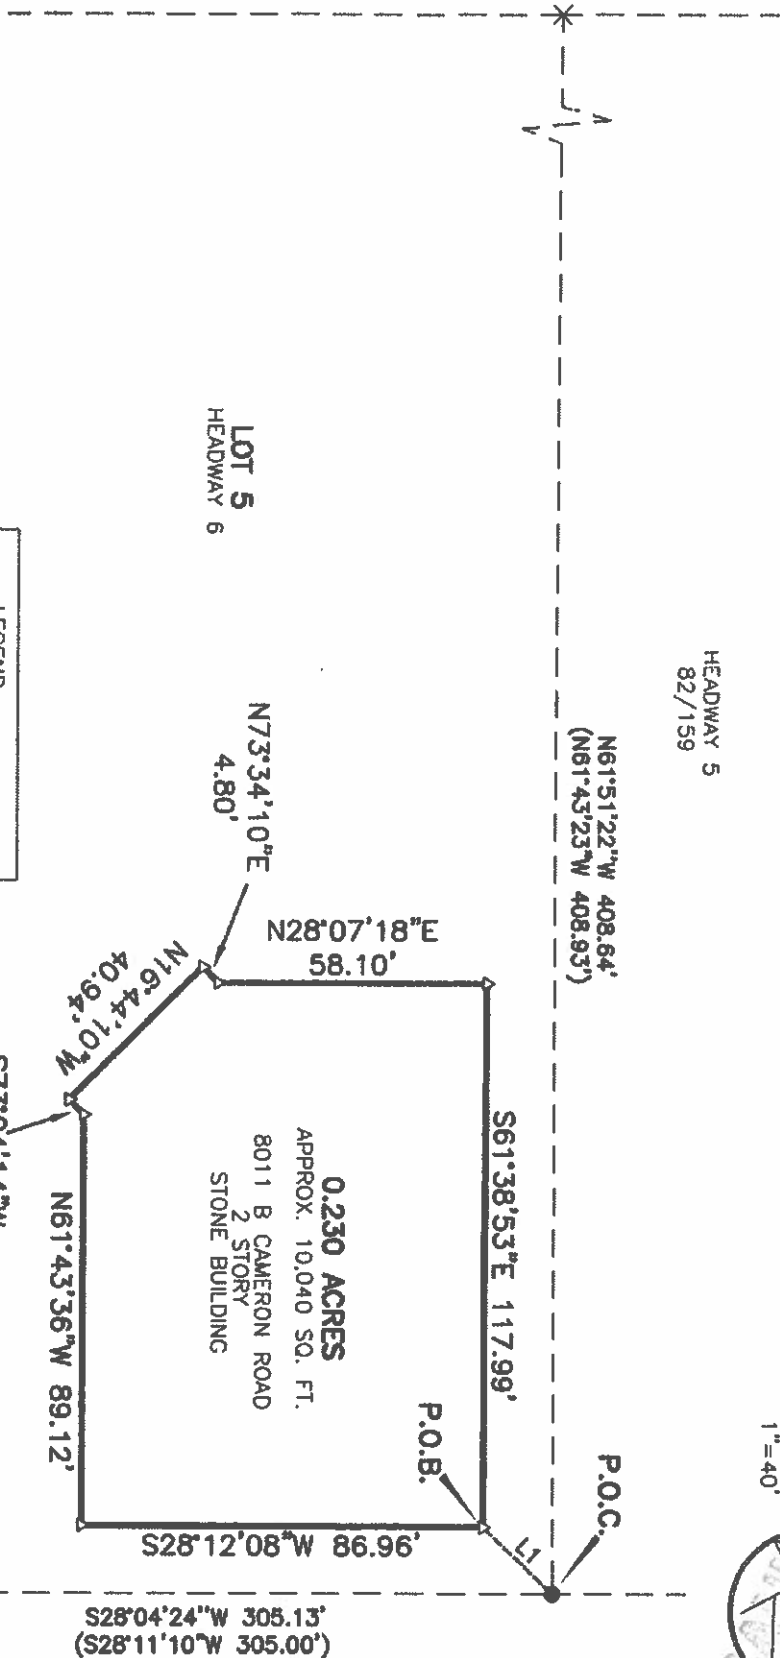 1"=40'
HEADWAY 5
82/159
N61°51'22"W 408.64'
(N61°43'23"W 408.93')
P.O.C.
L1
P.O.B.
S61°38'53"E 117.99'
LOT 5
HEADWAY 6
N73°34'10"E
4.80'
N28°07'18"E
58.10'
N16°44'10"W
40.94'
0.230 ACRES
APPROX. 10,040 SQ. FT.
8011 B CAMERON ROAD
2 STORY
STONE BUILDING
N61°43'36"W 89.12'
S28°12'08"W 86.96'
S28°04'24"W 305.13'
(S28°11'10"W 305.00')
LEGEND